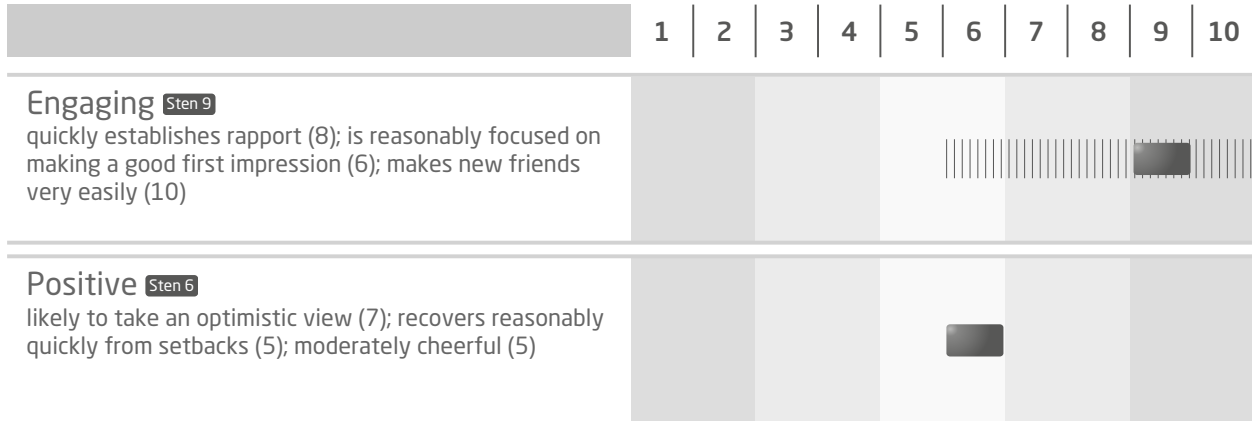 1 2 3 4 5 6 7 8 9 10
Engaging Sten 9
quickly establishes rapport (8); is reasonably focused on
making a good first impression (6); makes new friends
very easily (10)
Positive Sten 6
likely to take an optimistic view (7); recovers reasonably
quickly from setbacks (5); moderately cheerful (5)